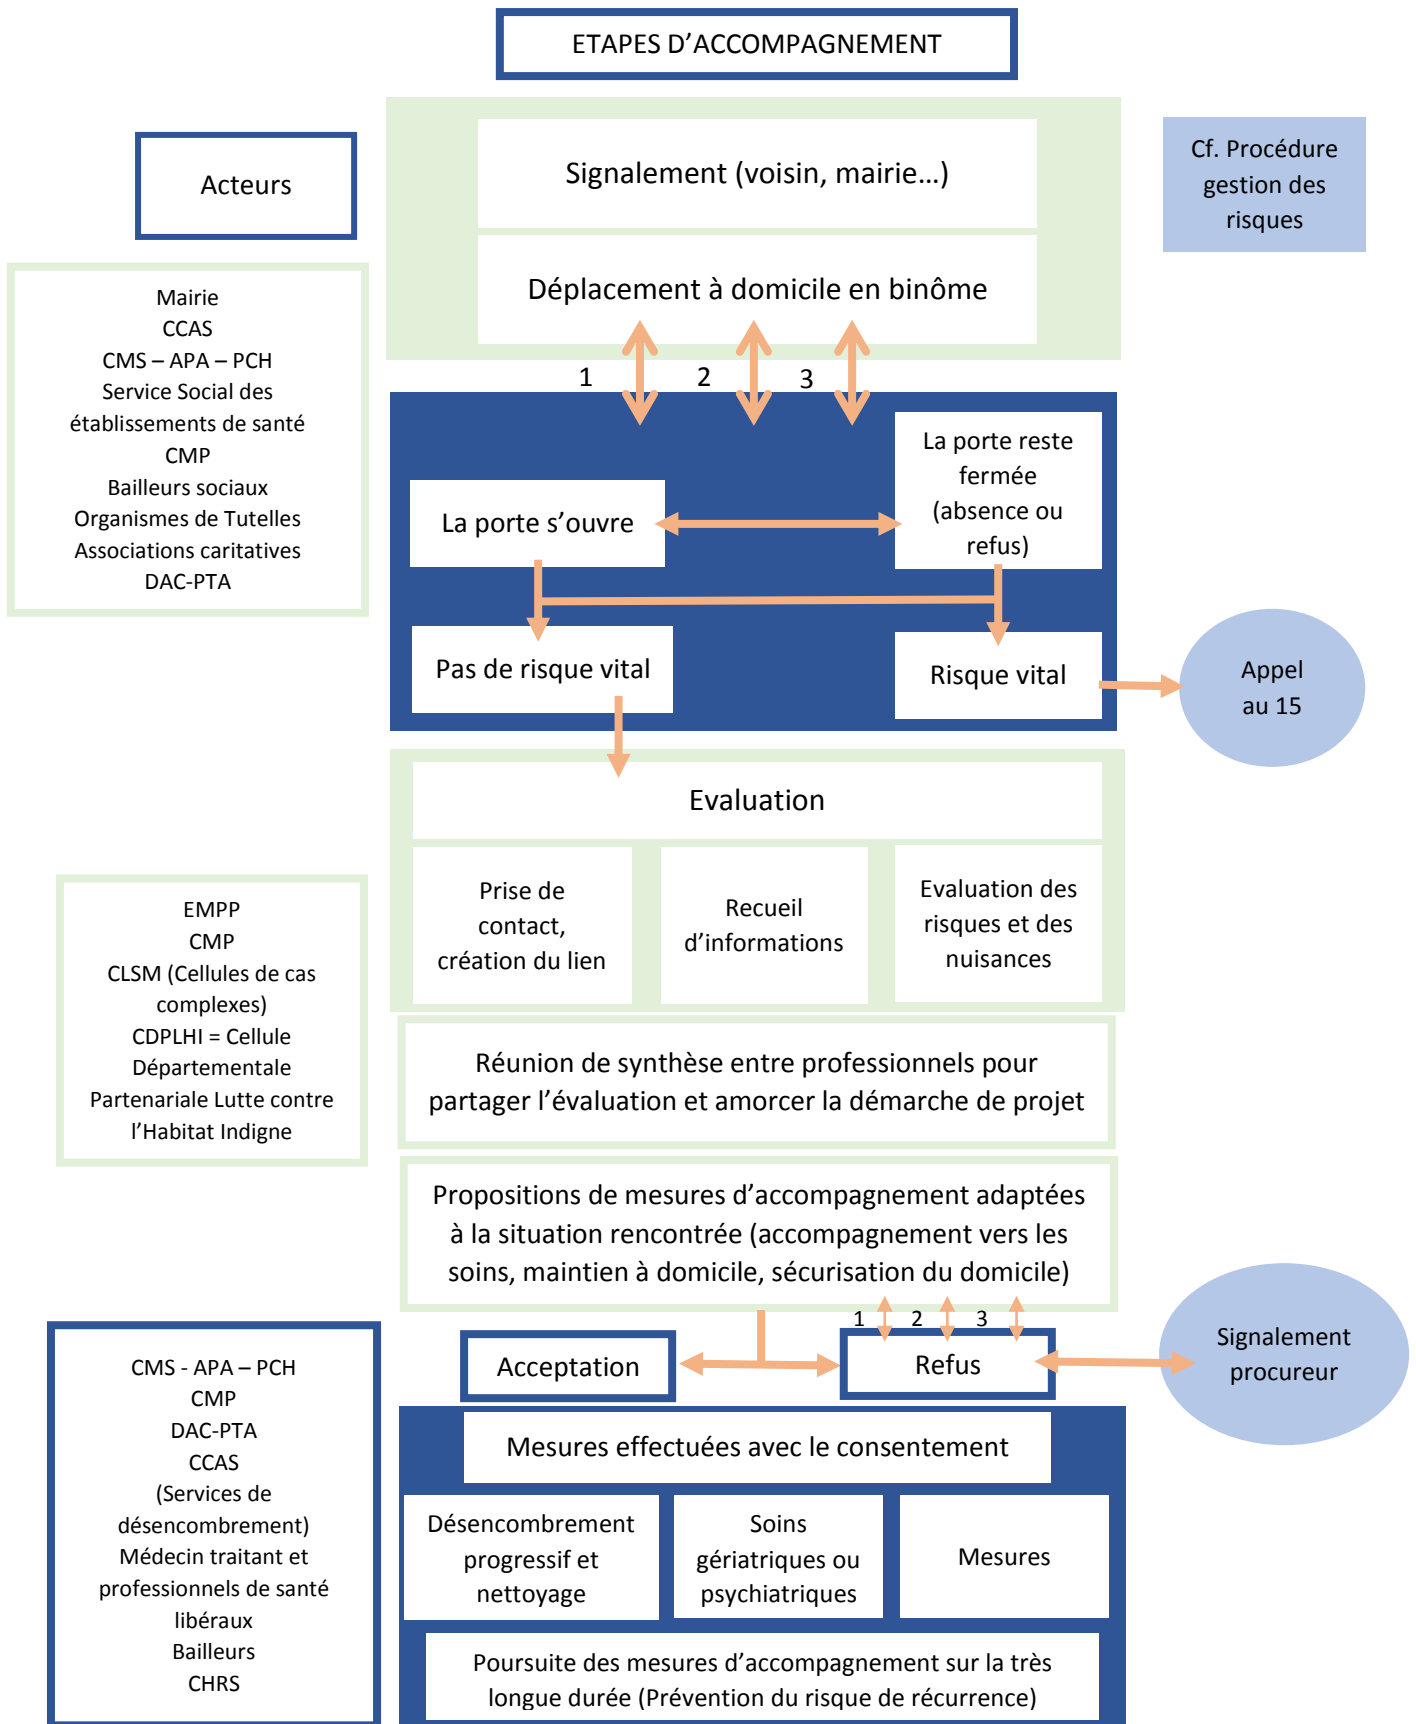 ETAPES D’ACCOMPAGNEMENT
Acteurs
Signalement (voisin, mairie…)
Cf. Procédure
gestion des
risques
Déplacement à domicile en binôme
Mairie
CCAS
CMS – APA – PCH
Service Social des
établissements de santé
CMP
Bailleurs sociaux
Organismes de Tutelles
Associations caritatives
DAC-PTA
1
2
3
La porte s’ouvre
La porte reste
fermée
(absence ou
refus)
Pas de risque vital
Risque vital
Appel
au 15
Evaluation
Prise de
contact,
création du lien
Recueil
d’informations
Evaluation des
risques et des
nuisances
EMPP
CMP
CLSM (Cellules de cas
complexes)
CDPLHI = Cellule
Départementale
Partenariale Lutte contre
l’Habitat Indigne
Réunion de synthèse entre professionnels pour
partager l’évaluation et amorcer la démarche de projet
Propositions de mesures d’accompagnement adaptées
à la situation rencontrée (accompagnement vers les
soins, maintien à domicile, sécurisation du domicile)
1
2
3
Acceptation
Refus
Signalement
procureur
CMS - APA – PCH
CMP
DAC-PTA
CCAS
(Services de
désencombrement)
Médecin traitant et
professionnels de santé
libéraux
Bailleurs
CHRS
Mesures effectuées avec le consentement
Désencombrement
progressif et
nettoyage
Soins
gériatriques ou
psychiatriques
Mesures
Poursuite des mesures d’accompagnement sur la très
longue durée (Prévention du risque de récurrence)